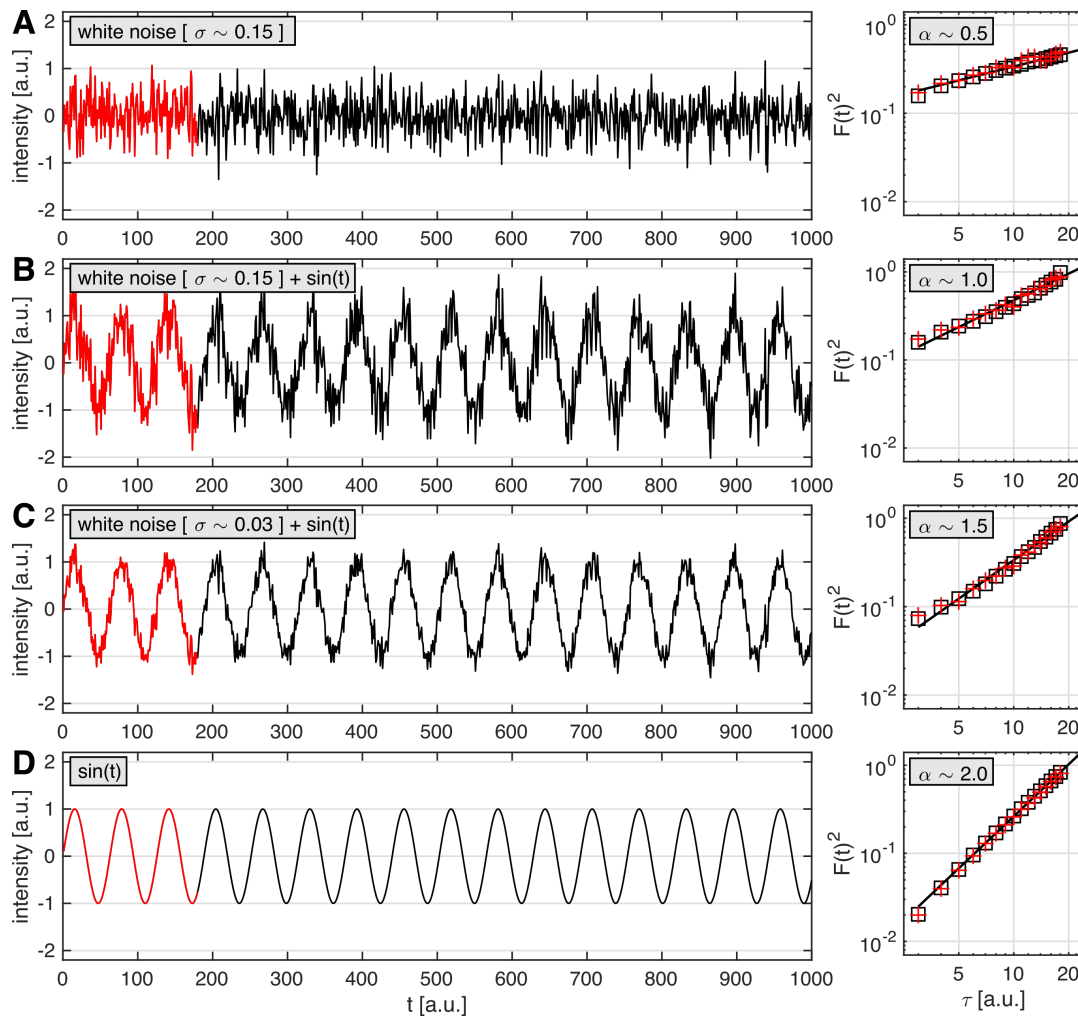 A
white noise [ σ ∼ 0.15 ]
intensity [a.u.]
2
1
0
-1
-2
0 100 200 300 400 500 600 700 800 900 1000
α ∼ 0.5
F(t)²
10⁰
10⁻¹
10⁻²
5 10 20
B
white noise [ σ ∼ 0.15 ] + sin(t)
intensity [a.u.]
2
1
0
-1
-2
0 100 200 300 400 500 600 700 800 900 1000
α ∼ 1.0
F(t)²
10⁰
10⁻¹
10⁻²
5 10 20
C
white noise [ σ ∼ 0.03 ] + sin(t)
intensity [a.u.]
2
1
0
-1
-2
0 100 200 300 400 500 600 700 800 900 1000
α ∼ 1.5
F(t)²
10⁰
10⁻¹
10⁻²
5 10 20
D
sin(t)
intensity [a.u.]
2
1
0
-1
-2
0 100 200 300 400 500 600 700 800 900 1000
t [a.u.]
α ∼ 2.0
F(t)²
10⁰
10⁻¹
10⁻²
5 10 20
τ [a.u.]